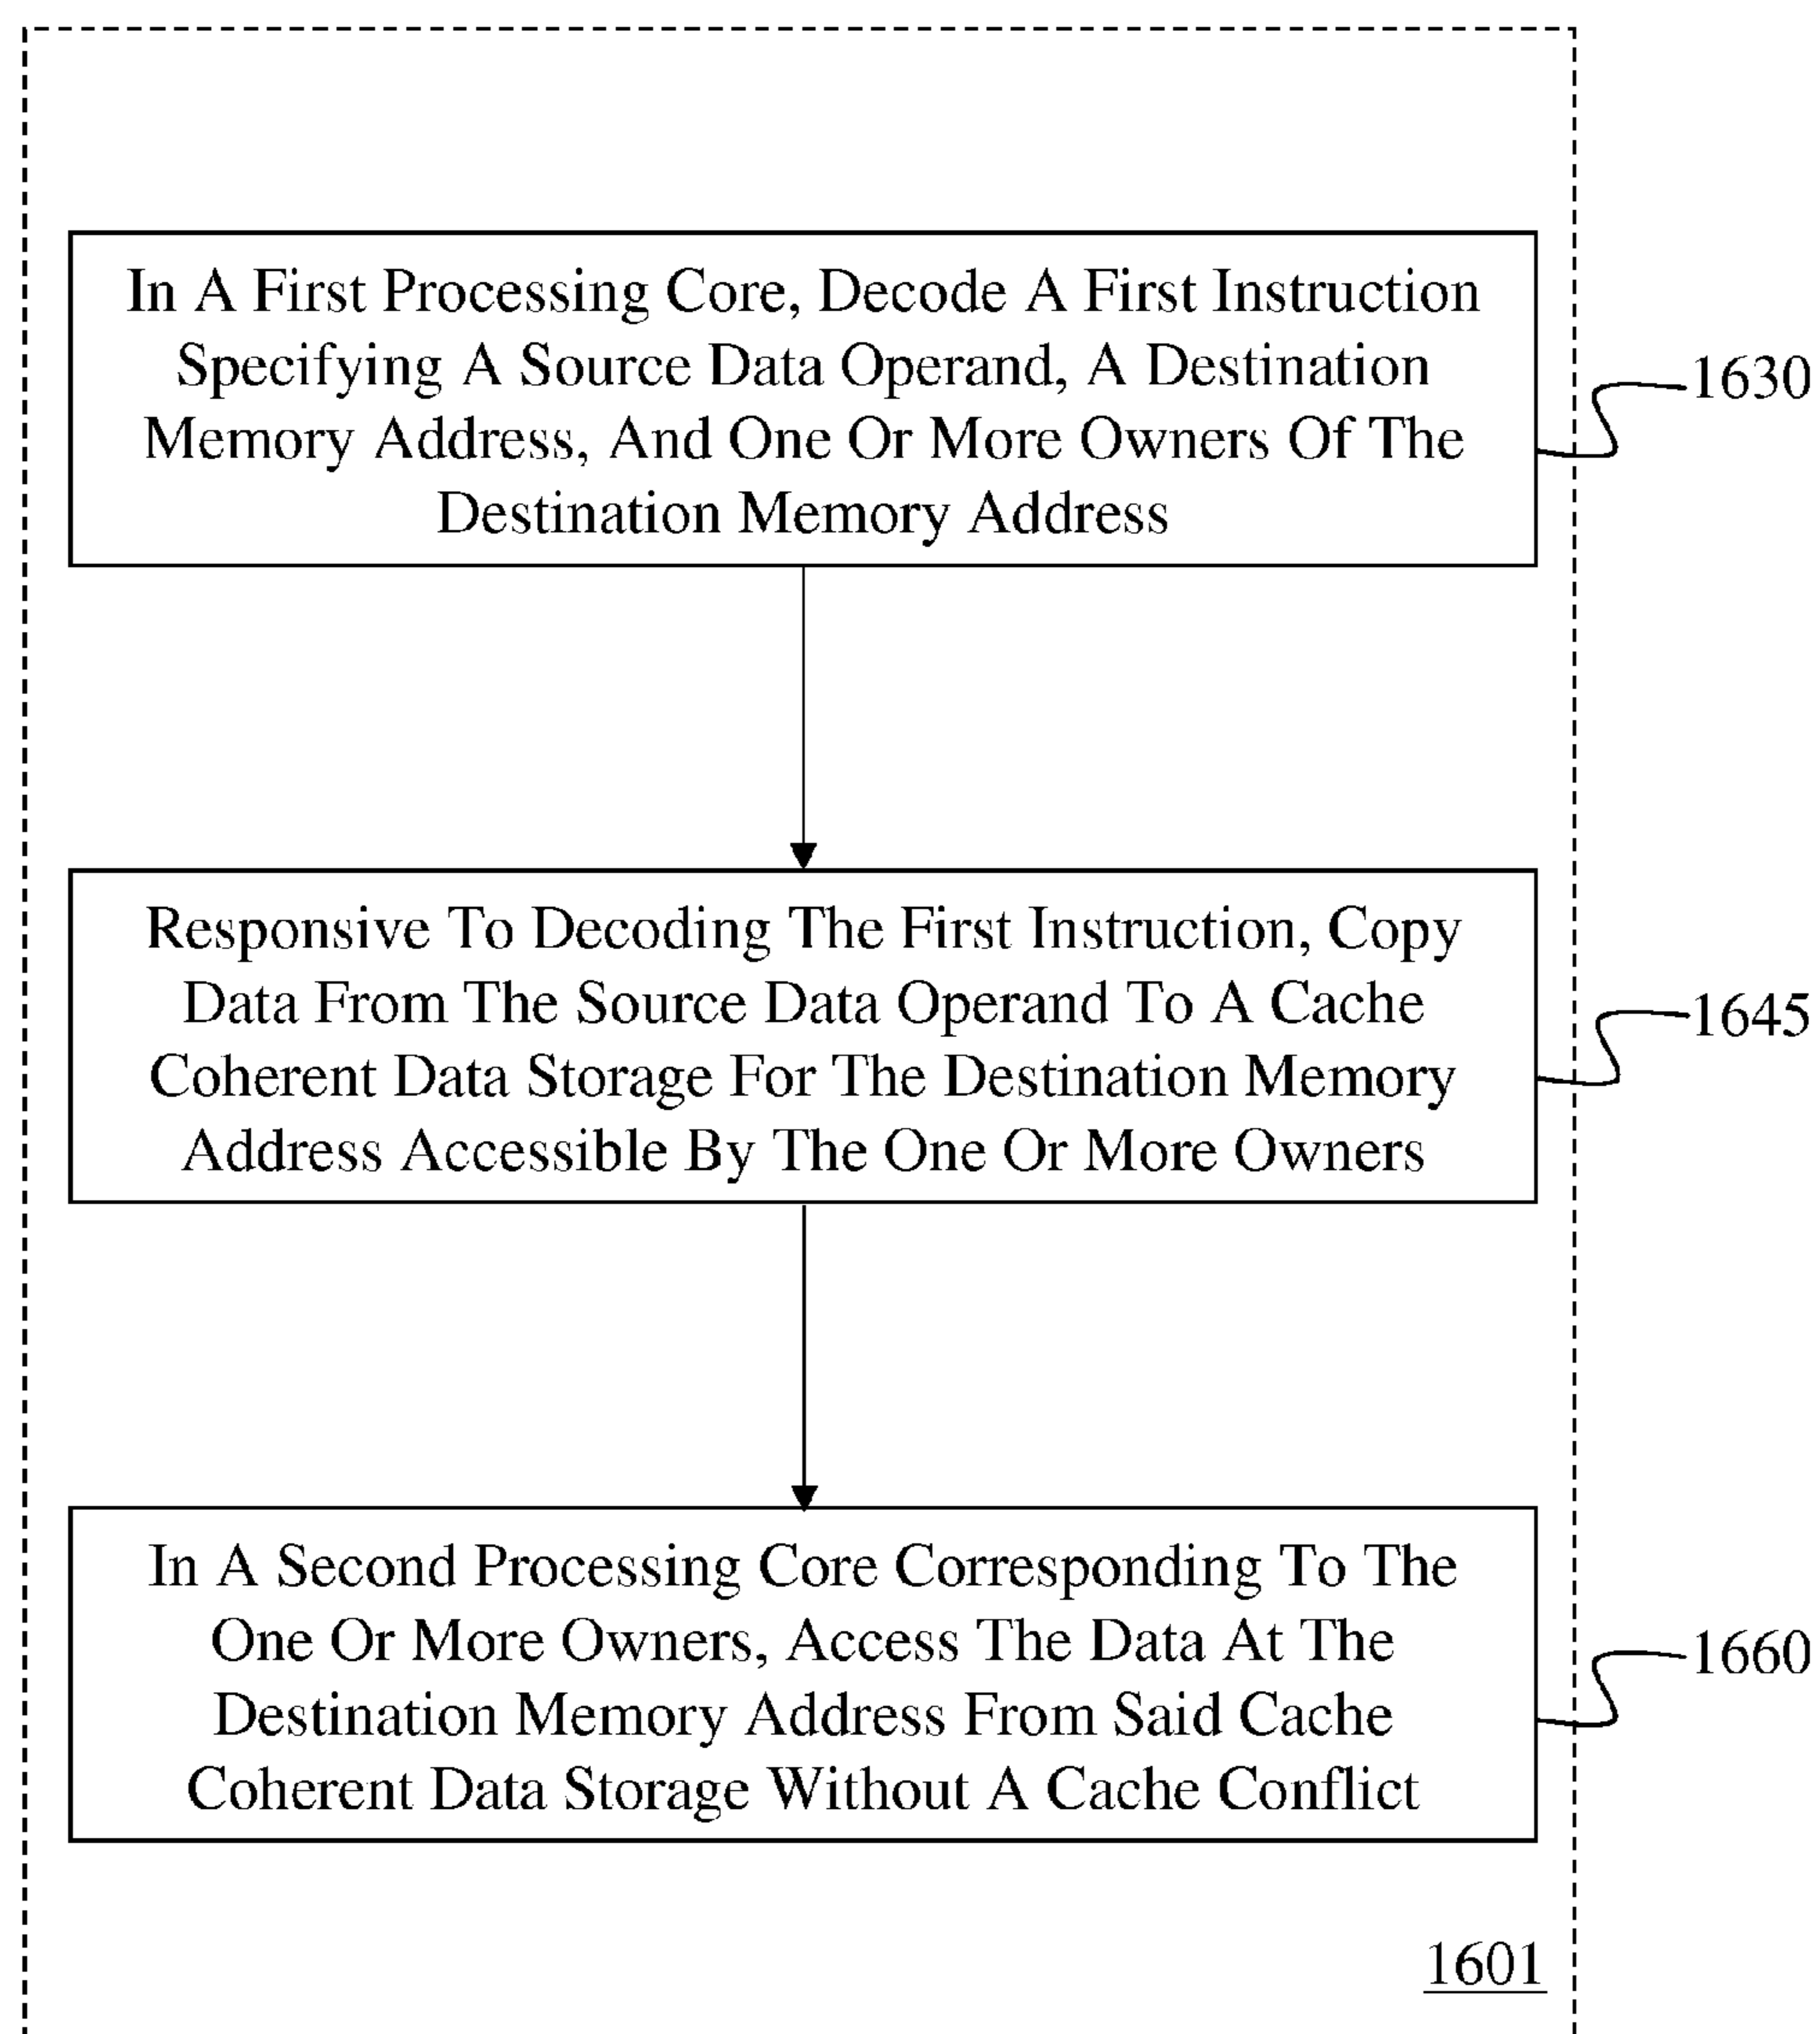 In A First Processing Core, Decode A First Instruction
Specifying A Source Data Operand, A Destination
Memory Address, And One Or More Owners Of The
Destination Memory Address
1630
Responsive To Decoding The First Instruction, Copy
Data From The Source Data Operand To A Cache
Coherent Data Storage For The Destination Memory
Address Accessible By The One Or More Owners
1645
In A Second Processing Core Corresponding To The
One Or More Owners, Access The Data At The
Destination Memory Address From Said Cache
Coherent Data Storage Without A Cache Conflict
1660
1601